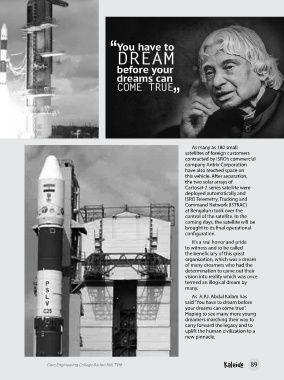 “You have to
DREAM
before your
dreams can
COME TRUE„
As many as 180 small
satellites of foreign customers
contracted by ISRO's commercial
company Antrix Corporation
have also reached space on
this vehicle. After separation,
the two solar arrays of
Cartosat-2 series satellite were
deployed automatically and
ISRO Telemetry, Tracking and
Command Network (ISTRAC)
at Bengaluru took over the
control of the satellite. In the
coming days, the satellite will be
brought to its final operational
configuration.
It's a real honor and pride
to witness and to be called
the beneficiary of this great
organization, which was a dream
of many dreamers who had the
determination to carve out their
vision into reality which was once
termed an illogical dream by
many.
As A.P.J. Abdul Kalam has
said "You have to dream before
your dreams can come true".
Hoping to see many more young
dreamers marching their way to
carry forward the legacy and to
uplift the human civilization to a
new pinnacle.
PSLV
C25
Govt Engineering College Barton Hill, TVM
Kaleido 89